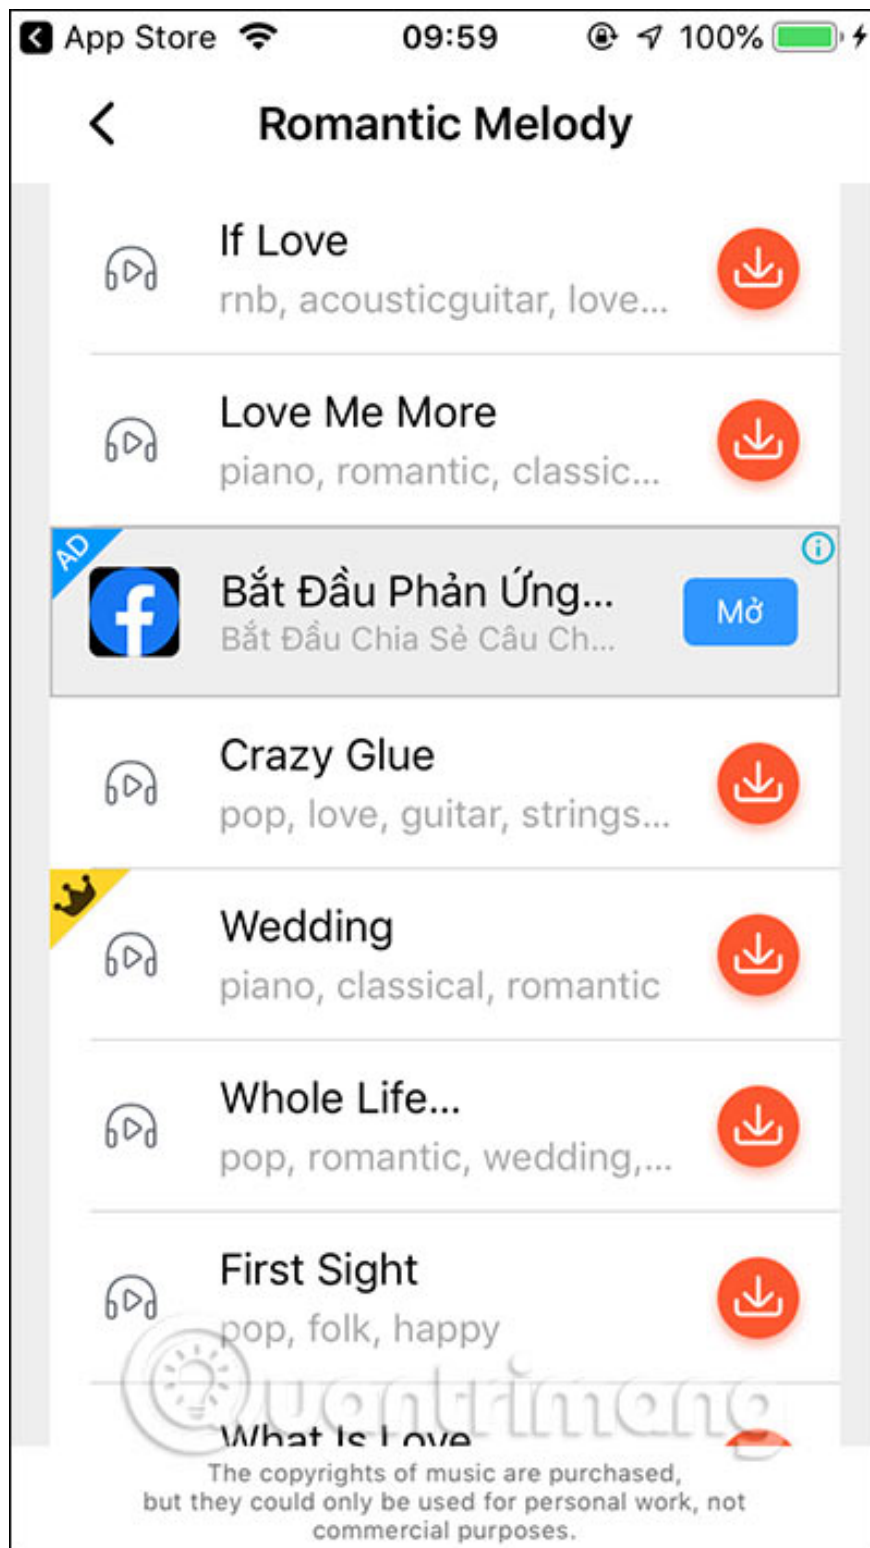 App Store 09:59 100%
Romantic Melody
If Love
rnb, acousticguitar, love...
Love Me More
piano, romantic, classic...
AD
Bắt Đầu Phản Ứng...
Bắt Đầu Chia Sẻ Câu Ch...
Mở
Crazy Glue
pop, love, guitar, strings...
Wedding
piano, classical, romantic
Whole Life...
pop, romantic, wedding,...
First Sight
pop, folk, happy
Quantrimang
What Is Love
The copyrights of music are purchased,
but they could only be used for personal work, not
commercial purposes.